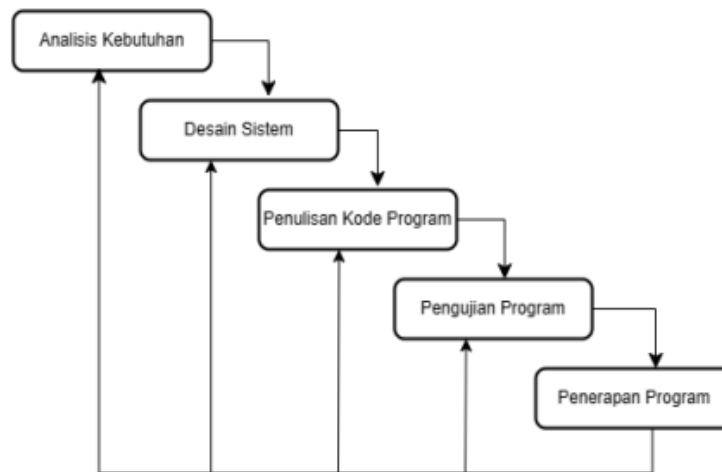 Analisis Kebutuhan
Desain Sistem
Penulisan Kode Program
Pengujian Program
Penerapan Program